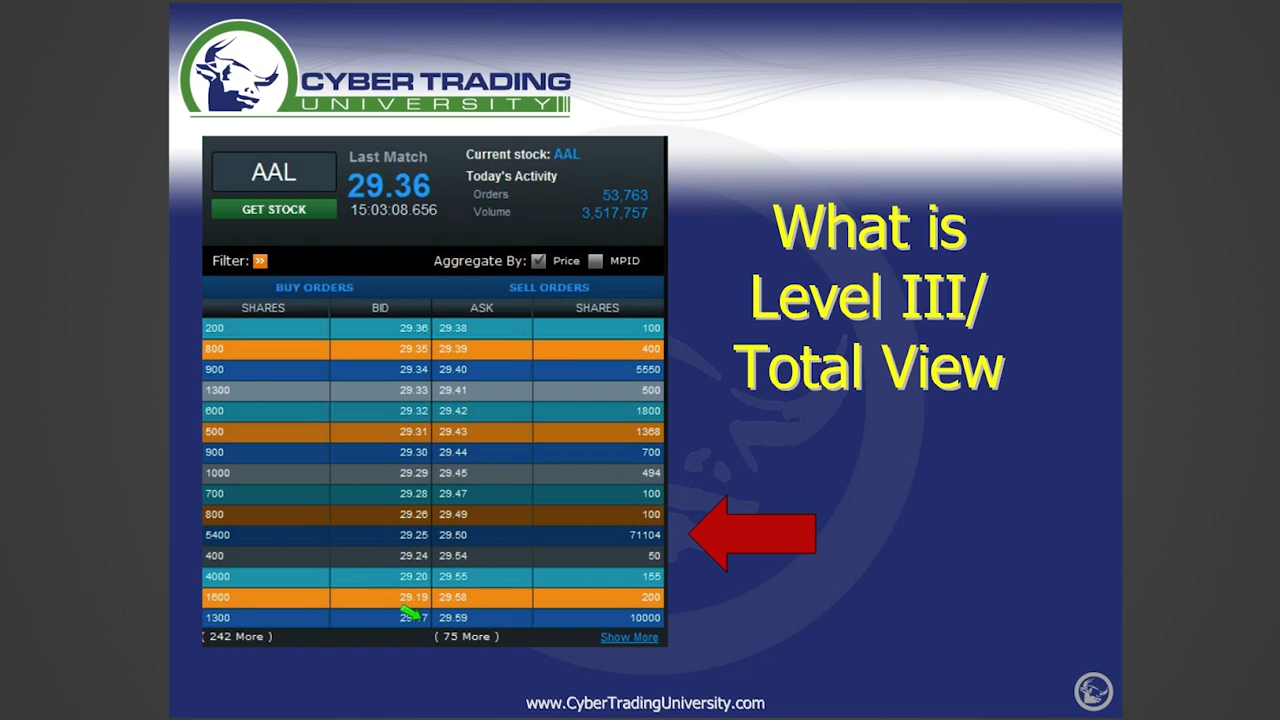 CYBER TRADING
UNIVERSITY
AAL
GET STOCK
Last Match
29.36
15:03:08.656
Current stock: AAL
Today's Activity
Orders 53,763
Volume 3,517,757
Filter: »
Aggregate By: Price MPID
BUY ORDERS SELL ORDERS
SHARES BID ASK SHARES
200 29.36 29.38 100
800 29.35 29.39 400
900 29.34 29.40 5550
1300 29.33 29.41 500
600 29.32 29.42 1800
500 29.31 29.43 1368
900 29.30 29.44 700
1000 29.29 29.45 494
700 29.28 29.47 100
800 29.26 29.49 100
5400 29.25 29.50 71104
400 29.24 29.54 50
4000 29.20 29.55 155
1600 29.19 29.58 200
1300 29.59 10000
( 242 More ) ( 75 More ) Show More
What is
Level III/
Total View
www.CyberTradingUniversity.com